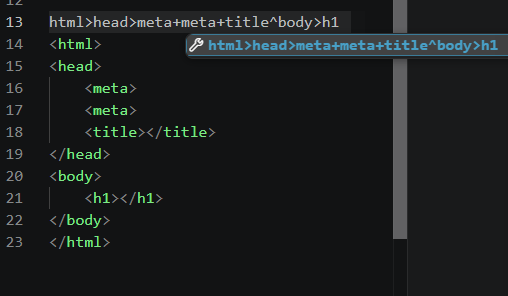 12
13 html>head>meta+meta+title^body>h1
14 <html>
html>head>meta+meta+title^body>h1
15 <head>
16     <meta>
17     <meta>
18     <title></title>
19 </head>
20 <body>
21     <h1></h1>
22 </body>
23 </html>